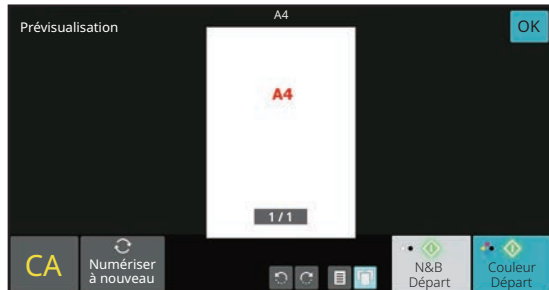 A4
Prévisualisation
OK
A4
1 / 1
CA
Numériser
à nouveau
N&B
Départ
Couleur
Départ